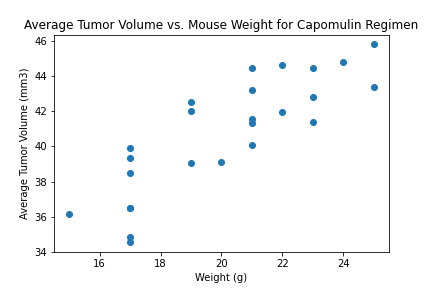 Average Tumor Volume vs. Mouse Weight for Capomulin Regimen
46
44
42
40
38
36
34
Average Tumor Volume (mm3)
16 18 20 22 24
Weight (g)